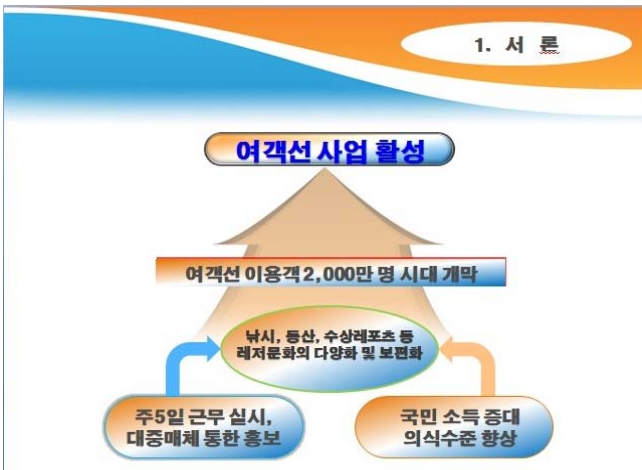 1. 서 론
여객선 사업 활성
여객선 이용객 2,000만 명 시대 개막
낚시, 등산, 수상레포츠 등
레저문화의 다양화 및 보편화
주5일 근무 실시,
대중매체 통한 홍보
국민 소득 증대
의식수준 향상